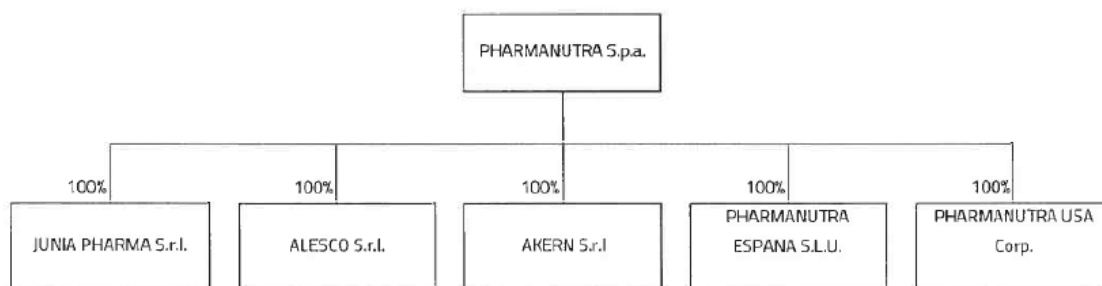 PHARMANUTRA S.p.a.
100%
100%
100%
100%
100%
JUNIA PHARMA S.r.l.
ALESCO S.r.l.
AKERN S.r.l
PHARMANUTRA
ESPANA S.L.U.
PHARMANUTRA USA
Corp.